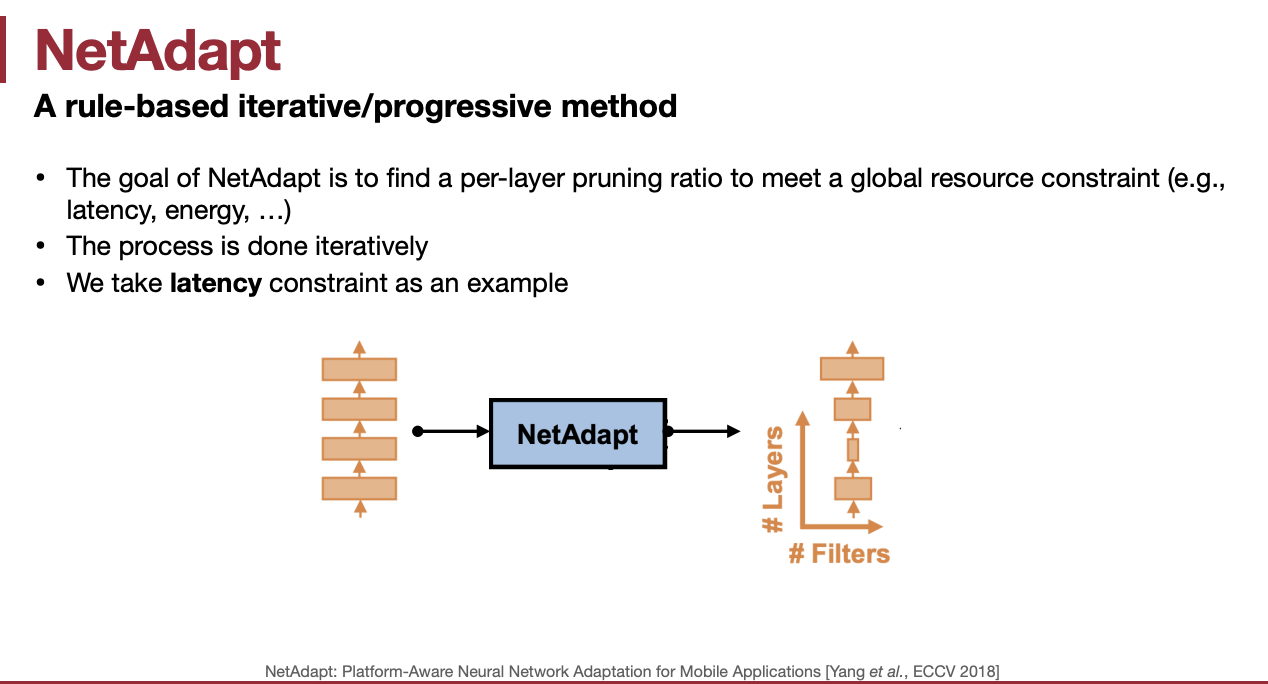 NetAdapt
A rule-based iterative/progressive method
• The goal of NetAdapt is to find a per-layer pruning ratio to meet a global resource constraint (e.g.,
latency, energy, …)
• The process is done iteratively
• We take latency constraint as an example
NetAdapt
# Layers
# Filters
NetAdapt: Platform-Aware Neural Network Adaptation for Mobile Applications [Yang et al., ECCV 2018]